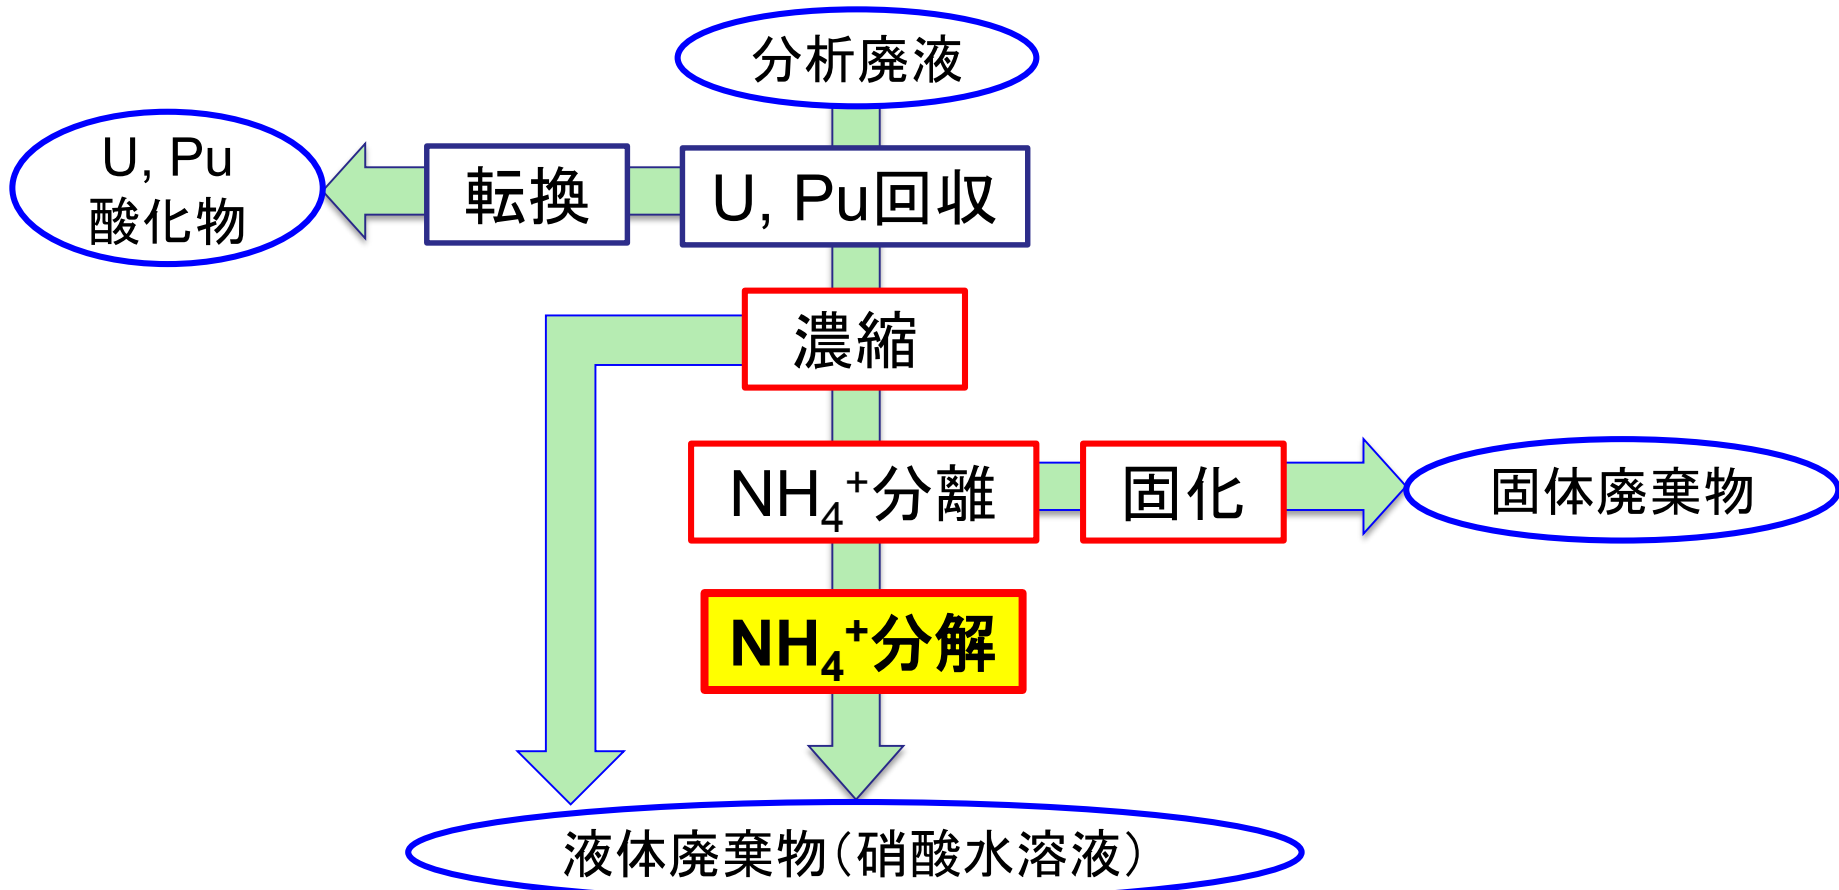 分析廃液
U, Pu
酸化物
転換
U, Pu回収
濃縮
NH₄⁺分離
固化
固体廃棄物
NH₄⁺分解
液体廃棄物（硝酸水溶液）